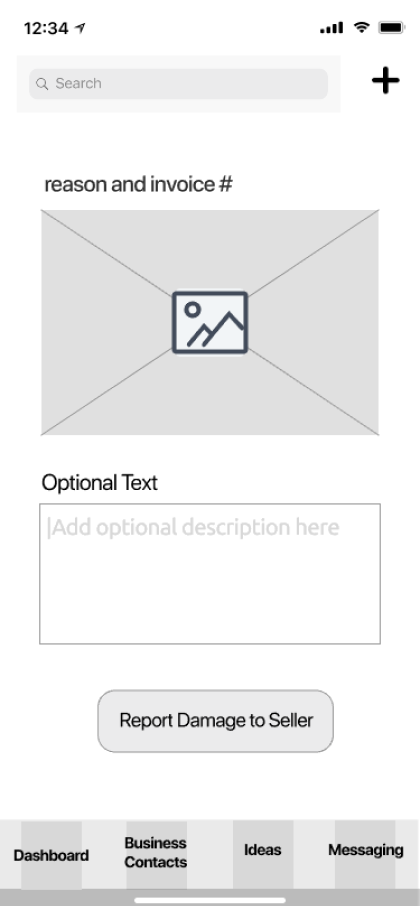 12:34
Search
reason and invoice #
Optional Text
Add optional description here
Report Damage to Seller
Dashboard
Business
Contacts
Ideas
Messaging